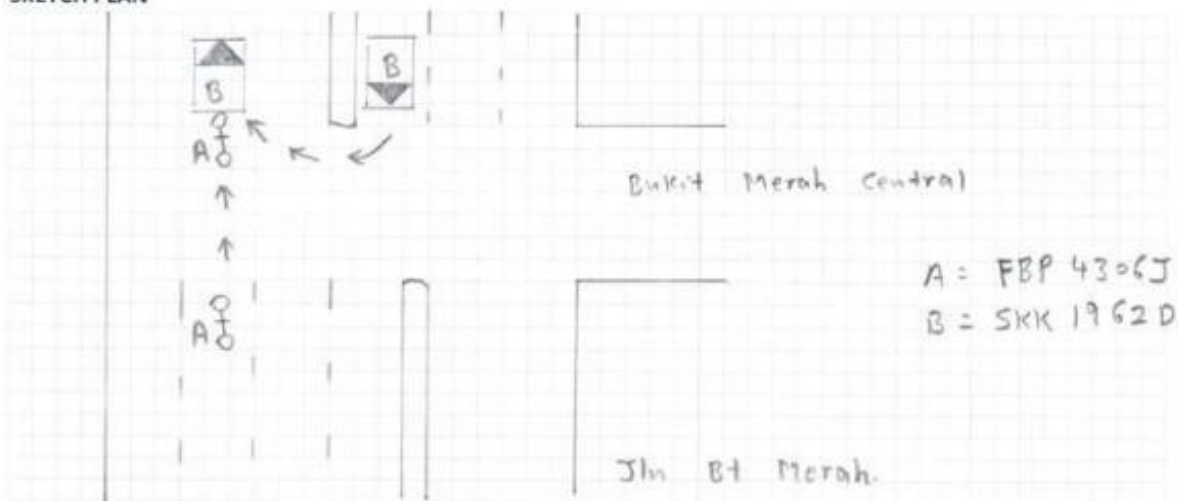 SKETCH PLAN
B
B
A
Bukit Merah Central
A = FBP 4306J
B = SKK 1962D
A
Jln Bt Merah.